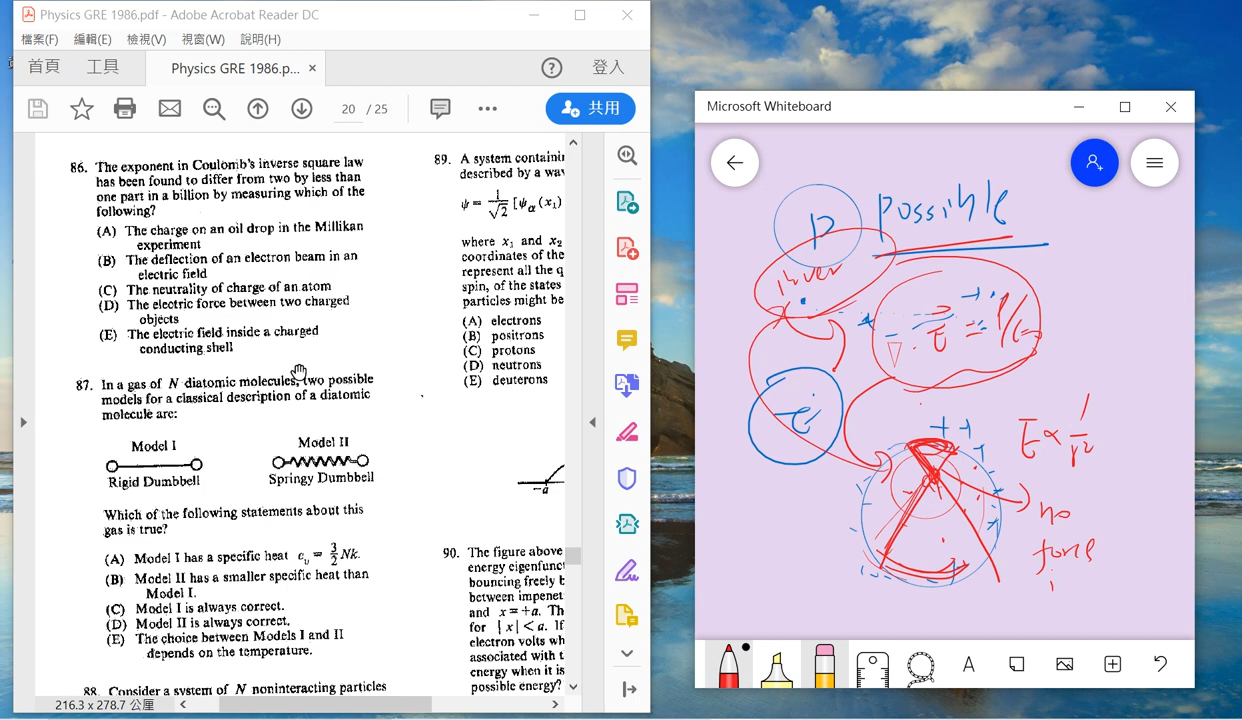 Physics GRE 1986.pdf - Adobe Acrobat Reader DC
檔案(F) 編輯(E) 檢視(V) 視窗(W) 說明(H)
首頁 工具 Physics GRE 1986.p... × 登入
20 / 25 共用
86. The exponent in Coulomb's inverse square law
has been found to differ from two by less than
one part in a billion by measuring which of the
following?
(A) The charge on an oil drop in the Millikan
experiment
(B) The deflection of an electron beam in an
electric field
(C) The neutrality of charge of an atom
(D) The electric force between two charged
objects
(E) The electric field inside a charged
conducting shell
87. In a gas of N diatomic molecules, two possible
models for a classical description of a diatomic
molecule are:
Model I Model II
Rigid Dumbbell Springy Dumbbell
Which of the following statements about this
gas is true?
(A) Model I has a specific heat c_v = 3/2 Nk.
(B) Model II has a smaller specific heat than
Model I.
(C) Model I is always correct.
(D) Model II is always correct.
(E) The choice between Models I and II
depends on the temperature.
88. Consider a system of N noninteracting particles
89. A system containi
described by a wav
ψ = 1/√2 [ψα(x₁)
where x₁ and x₂
coordinates of the
represent all the q
spin, of the states
particles might be
(A) electrons
(B) positrons
(C) protons
(D) neutrons
(E) deuterons
-a
90. The figure above
energy eigenfunct
bouncing freely b
between impenet
and x = +a. Th
for |x| < a. If
electron volts wh
associated with t
energy when it is
possible energy?
216.3 x 278.7 公厘
Microsoft Whiteboard
D possible
inver
E ∝ 1/r²
no
force